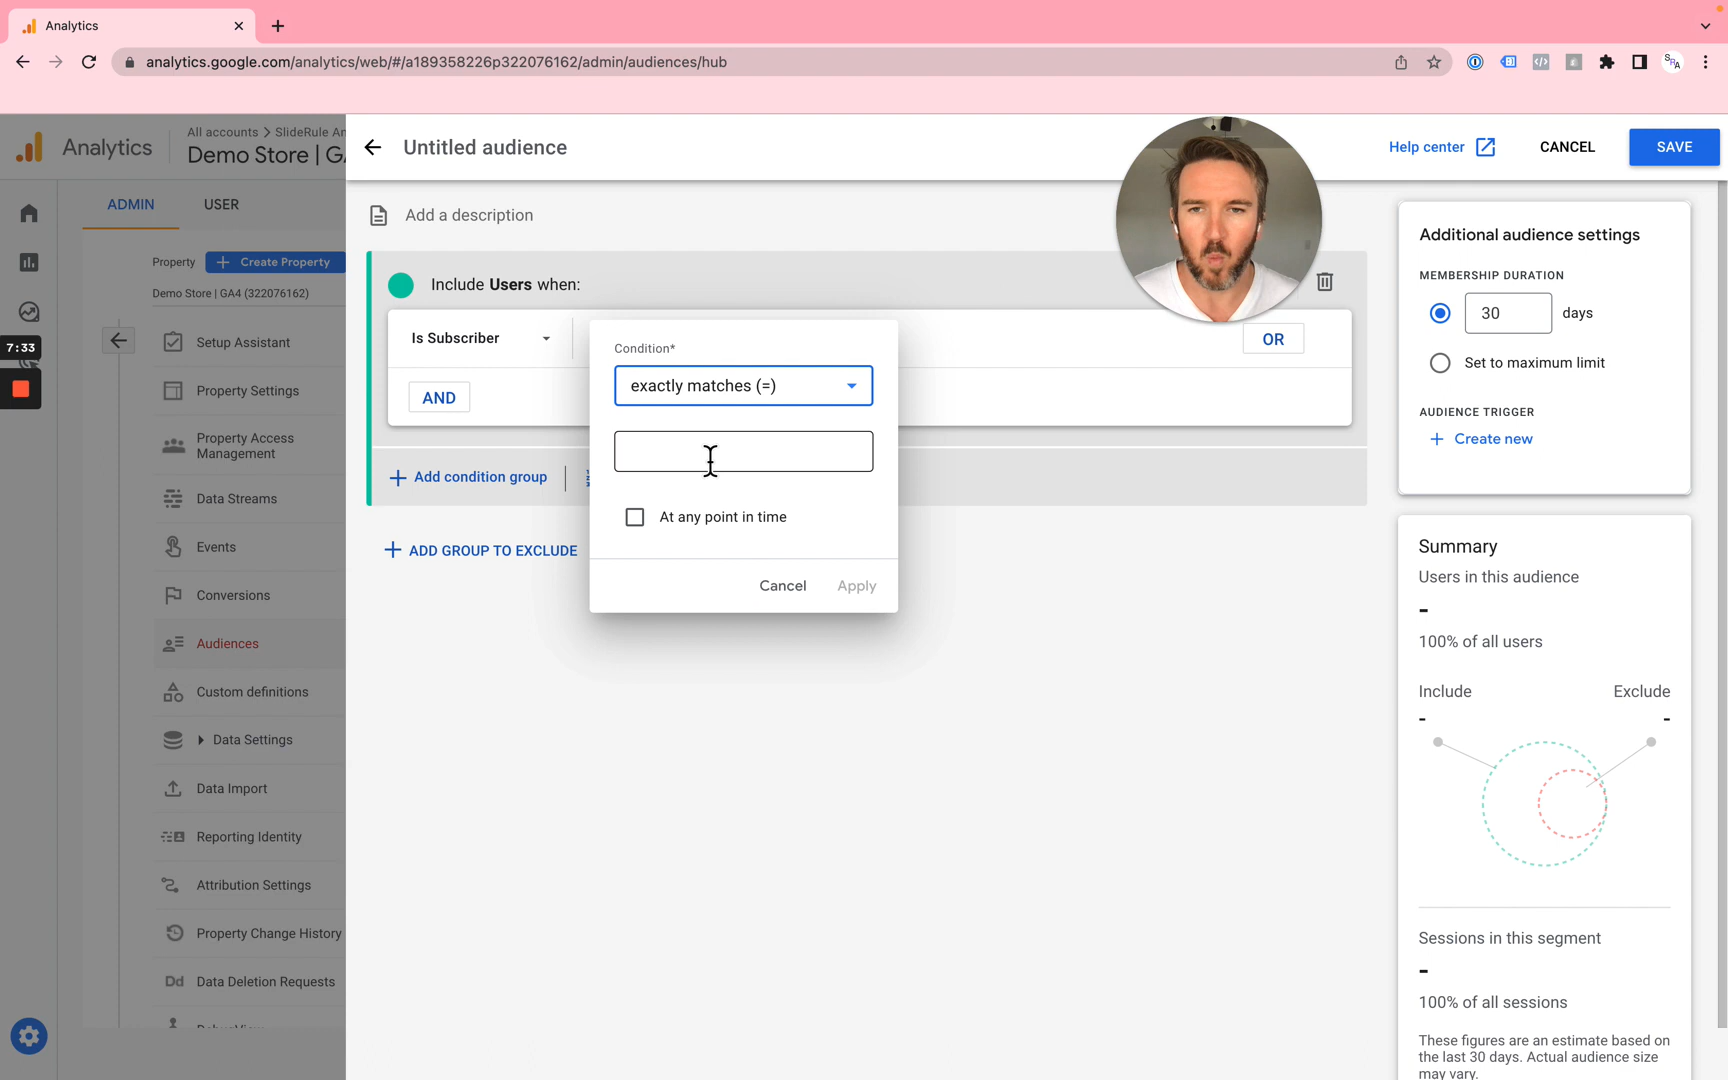 Analytics
analytics.google.com/analytics/web/#/a189358226p322076162/admin/audiences/hub
Analytics
All accounts > SlideRule An
Demo Store | GA
Untitled audience
Help center
CANCEL
SAVE
ADMIN
USER
Add a description
Property
Create Property
Demo Store | GA4 (322076162)
Include Users when:
Is Subscriber
OR
AND
Add condition group
ADD GROUP TO EXCLUDE
Condition*
exactly matches (=)
At any point in time
Cancel
Apply
7:33
Setup Assistant
Property Settings
Property Access
Management
Data Streams
Events
Conversions
Audiences
Custom definitions
Data Settings
Data Import
Reporting Identity
Attribution Settings
Property Change History
Dd Data Deletion Requests
Additional audience settings
MEMBERSHIP DURATION
30 days
Set to maximum limit
AUDIENCE TRIGGER
Create new
Summary
Users in this audience
-
100% of all users
Include Exclude
- -
Sessions in this segment
-
100% of all sessions
These figures are an estimate based on
the last 30 days. Actual audience size
may vary.